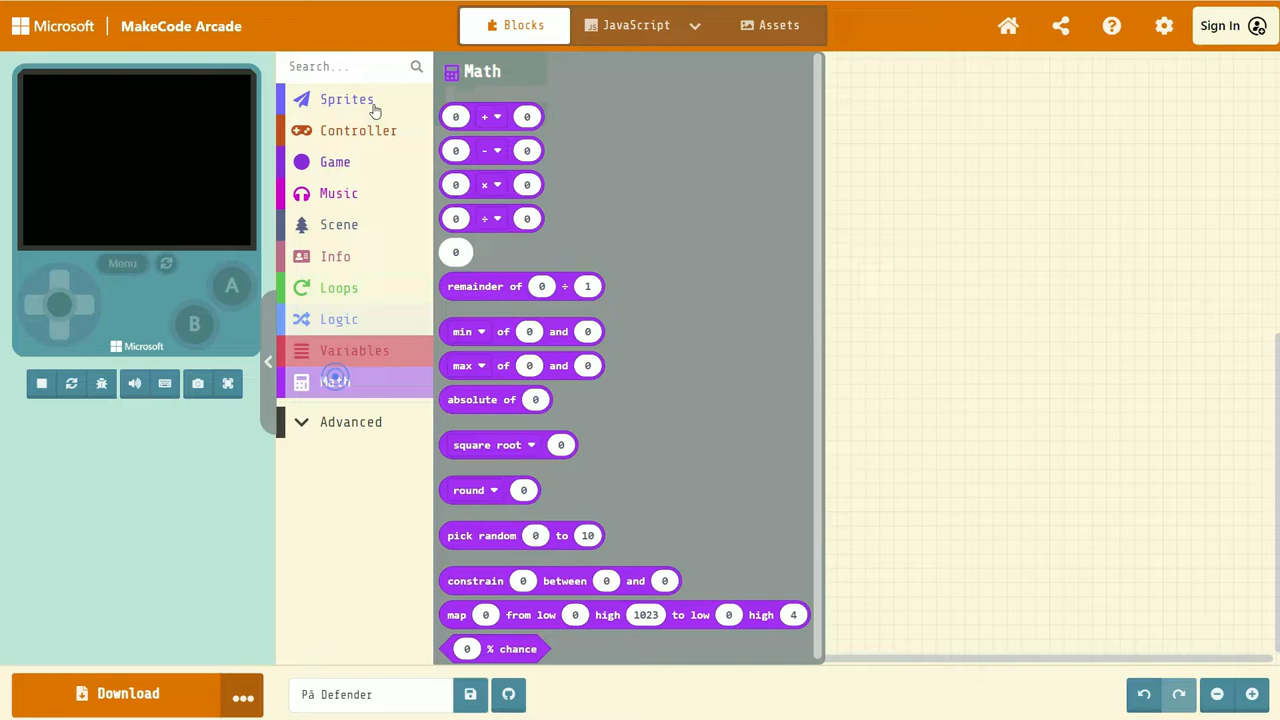 Microsoft | MakeCode Arcade
Blocks
JavaScript
Assets
Sign In
Search...
Sprites
Controller
Game
Music
Scene
Info
Loops
Logic
Variables
Math
Advanced
Menu
A
B
Microsoft
Math
0 + 0
0 - 0
0 x 0
0 ÷ 0
0
remainder of 0 ÷ 1
min of 0 and 0
max of 0 and 0
absolute of 0
square root 0
round 0
pick random 0 to 10
constrain 0 between 0 and 0
map 0 from low 0 high 1023 to low 0 high 4
0 % chance
Download
På Defender